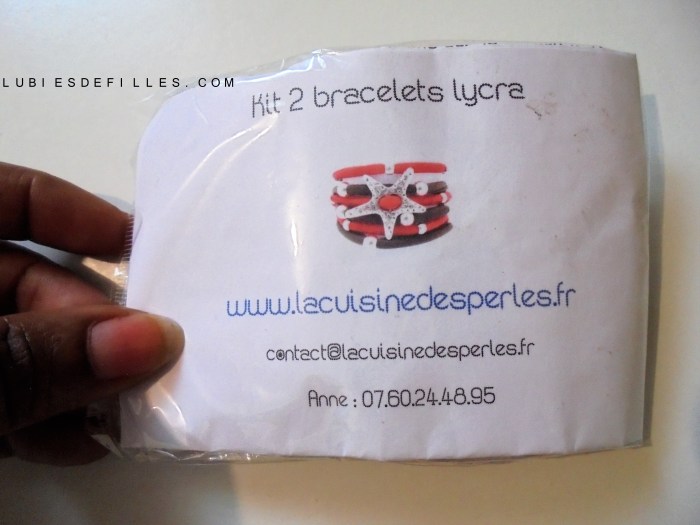 LUBIESDEFILLES.COM
Kit 2 bracelets lycra
www.lacuisinedesperles.fr
contact@lacuisinedesperles.fr
Anne : 07.60.24.48.95